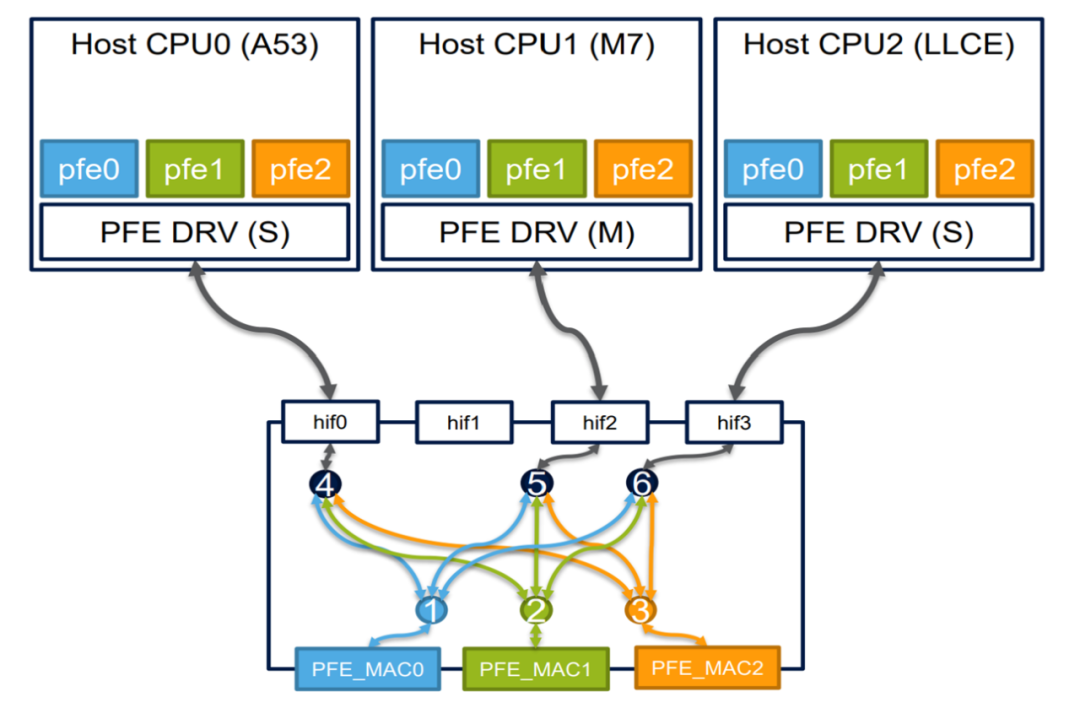 Host CPU0 (A53)
Host CPU1 (M7)
Host CPU2 (LLCE)
pfe0
pfe1
pfe2
pfe0
pfe1
pfe2
pfe0
pfe1
pfe2
PFE DRV (S)
PFE DRV (M)
PFE DRV (S)
hif0
hif1
hif2
hif3
4
5
6
1
2
3
PFE_MAC0
PFE_MAC1
PFE_MAC2